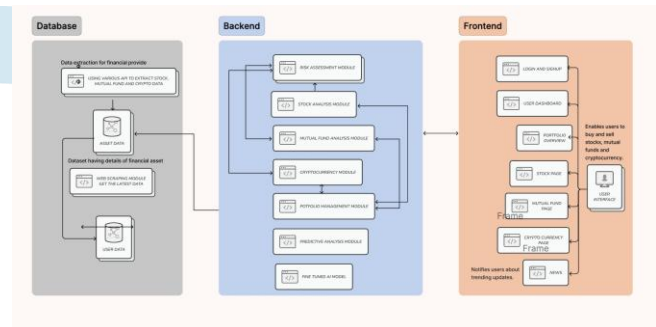 Database
Data extraction for financial provide
USING VARIOUS API TO EXTRACT STOCK,
MUTUAL FUND AND CRYPTO DATA
ASSET DATA
Dataset having details of financial asset
WEB SCRAPING MODULE
GET THE LATEST DATA
USER DATA
Backend
RISK ASSESSMENT MODULE
STOCK ANALYSIS MODULE
MUTUAL FUND ANALYSIS MODULE
CRYPTOCURRENCY MODULE
POTFOLIO MANAGEMENT MODULE
PREDICTIVE ANALYSIS MODULE
FINE TUNED AI MODEL
Frontend
LOGIN AND SIGNUP
USER DASHBOARD
PORTFOLIO
OVERVIEW
STOCK PAGE
MUTUAL FUND
PAGE
Frame
CRYPTO CURRENCY
PAGE
Frame
NEWS
Notifies users about
trending updates.
Enables users to
buy and sell
stocks, mutual
funds and
cryptocurrency.
USER
INTERFACE